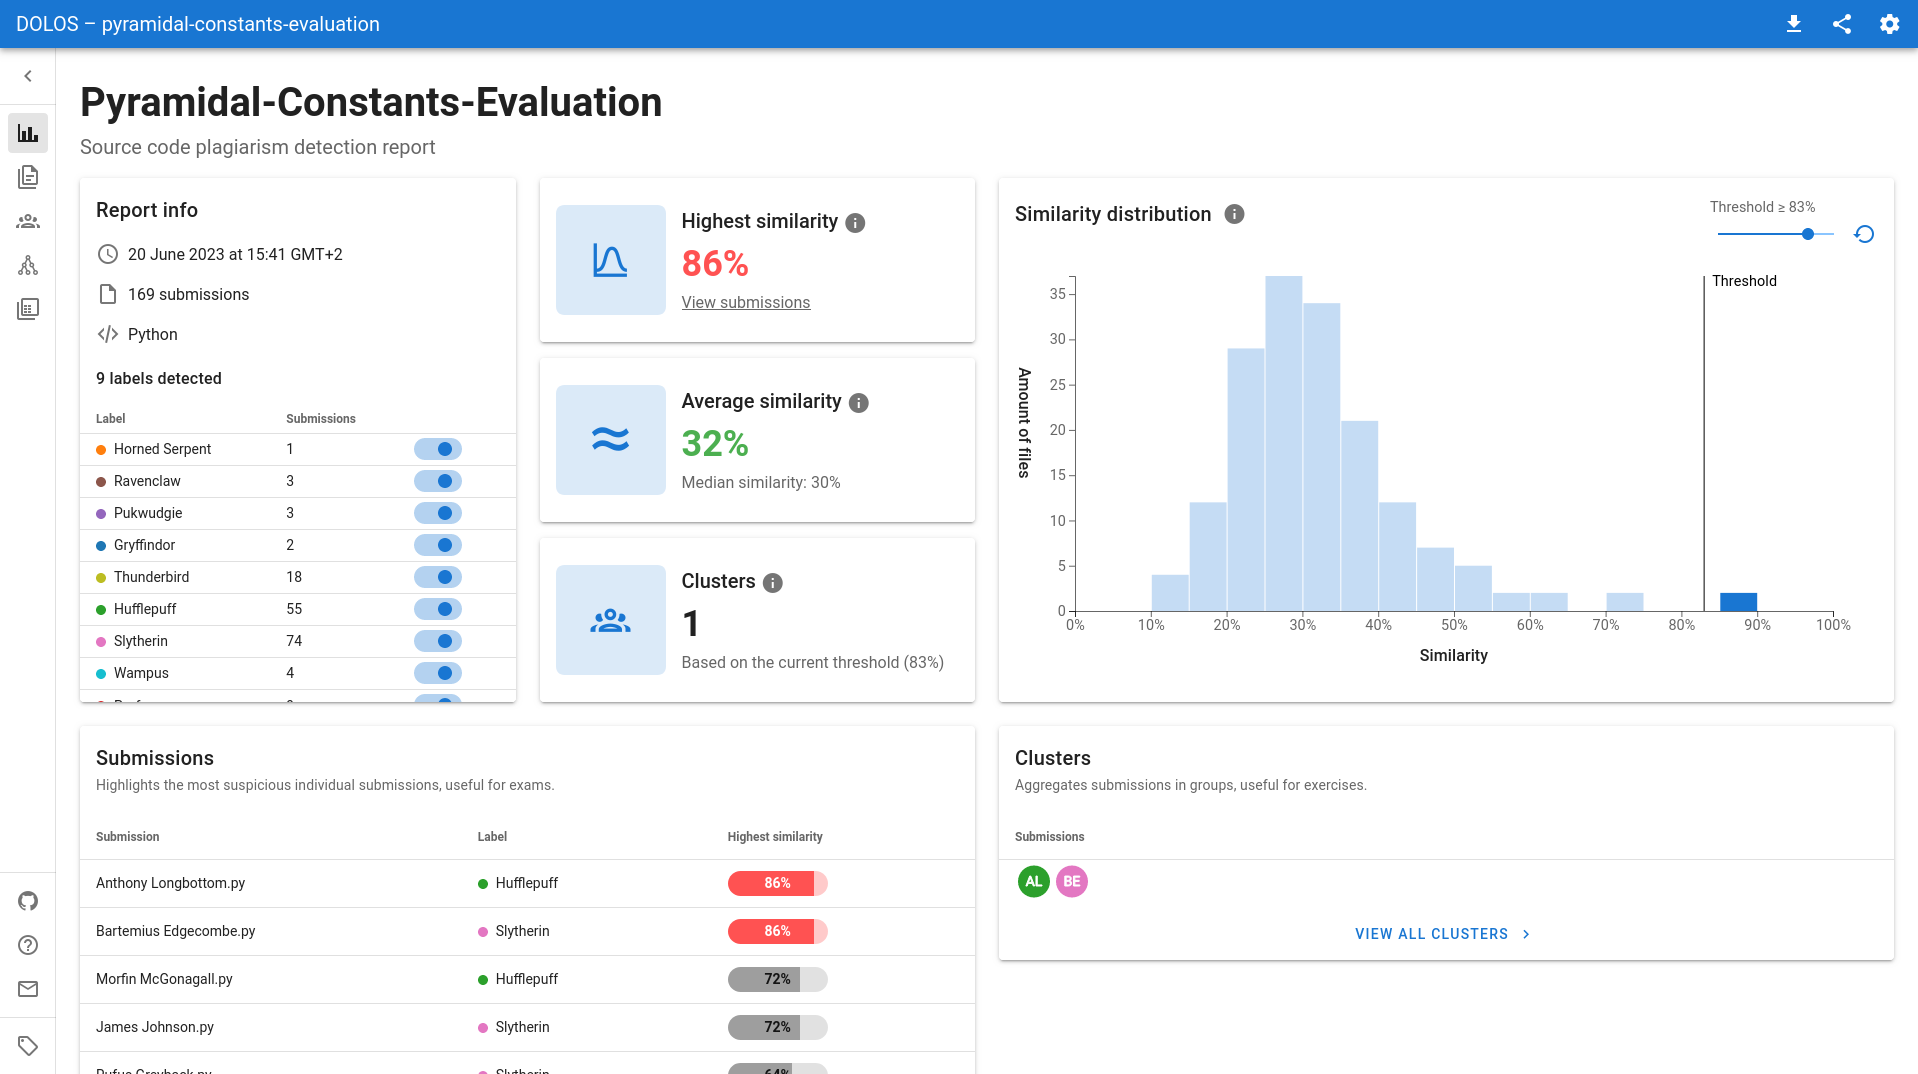 DOLOS – pyramidal-constants-evaluation
Pyramidal-Constants-Evaluation
Source code plagiarism detection report
Report info
20 June 2023 at 15:41 GMT+2
169 submissions
Python
9 labels detected
Label Submissions
Horned Serpent 1
Ravenclaw 3
Pukwudgie 3
Gryffindor 2
Thunderbird 18
Hufflepuff 55
Slytherin 74
Wampus 4
Highest similarity
86%
View submissions
Average similarity
32%
Median similarity: 30%
Clusters
1
Based on the current threshold (83%)
Similarity distribution
Threshold ≥ 83%
Threshold
35
30
25
20
15
10
5
0
Amount of files
0% 10% 20% 30% 40% 50% 60% 70% 80% 90% 100%
Similarity
Submissions
Highlights the most suspicious individual submissions, useful for exams.
Submission Label Highest similarity
Anthony Longbottom.py Hufflepuff 86%
Bartemius Edgecombe.py Slytherin 86%
Morfin McGonagall.py Hufflepuff 72%
James Johnson.py Slytherin 72%
Slytherin 64%
Clusters
Aggregates submissions in groups, useful for exercises.
Submissions
AL BE
VIEW ALL CLUSTERS